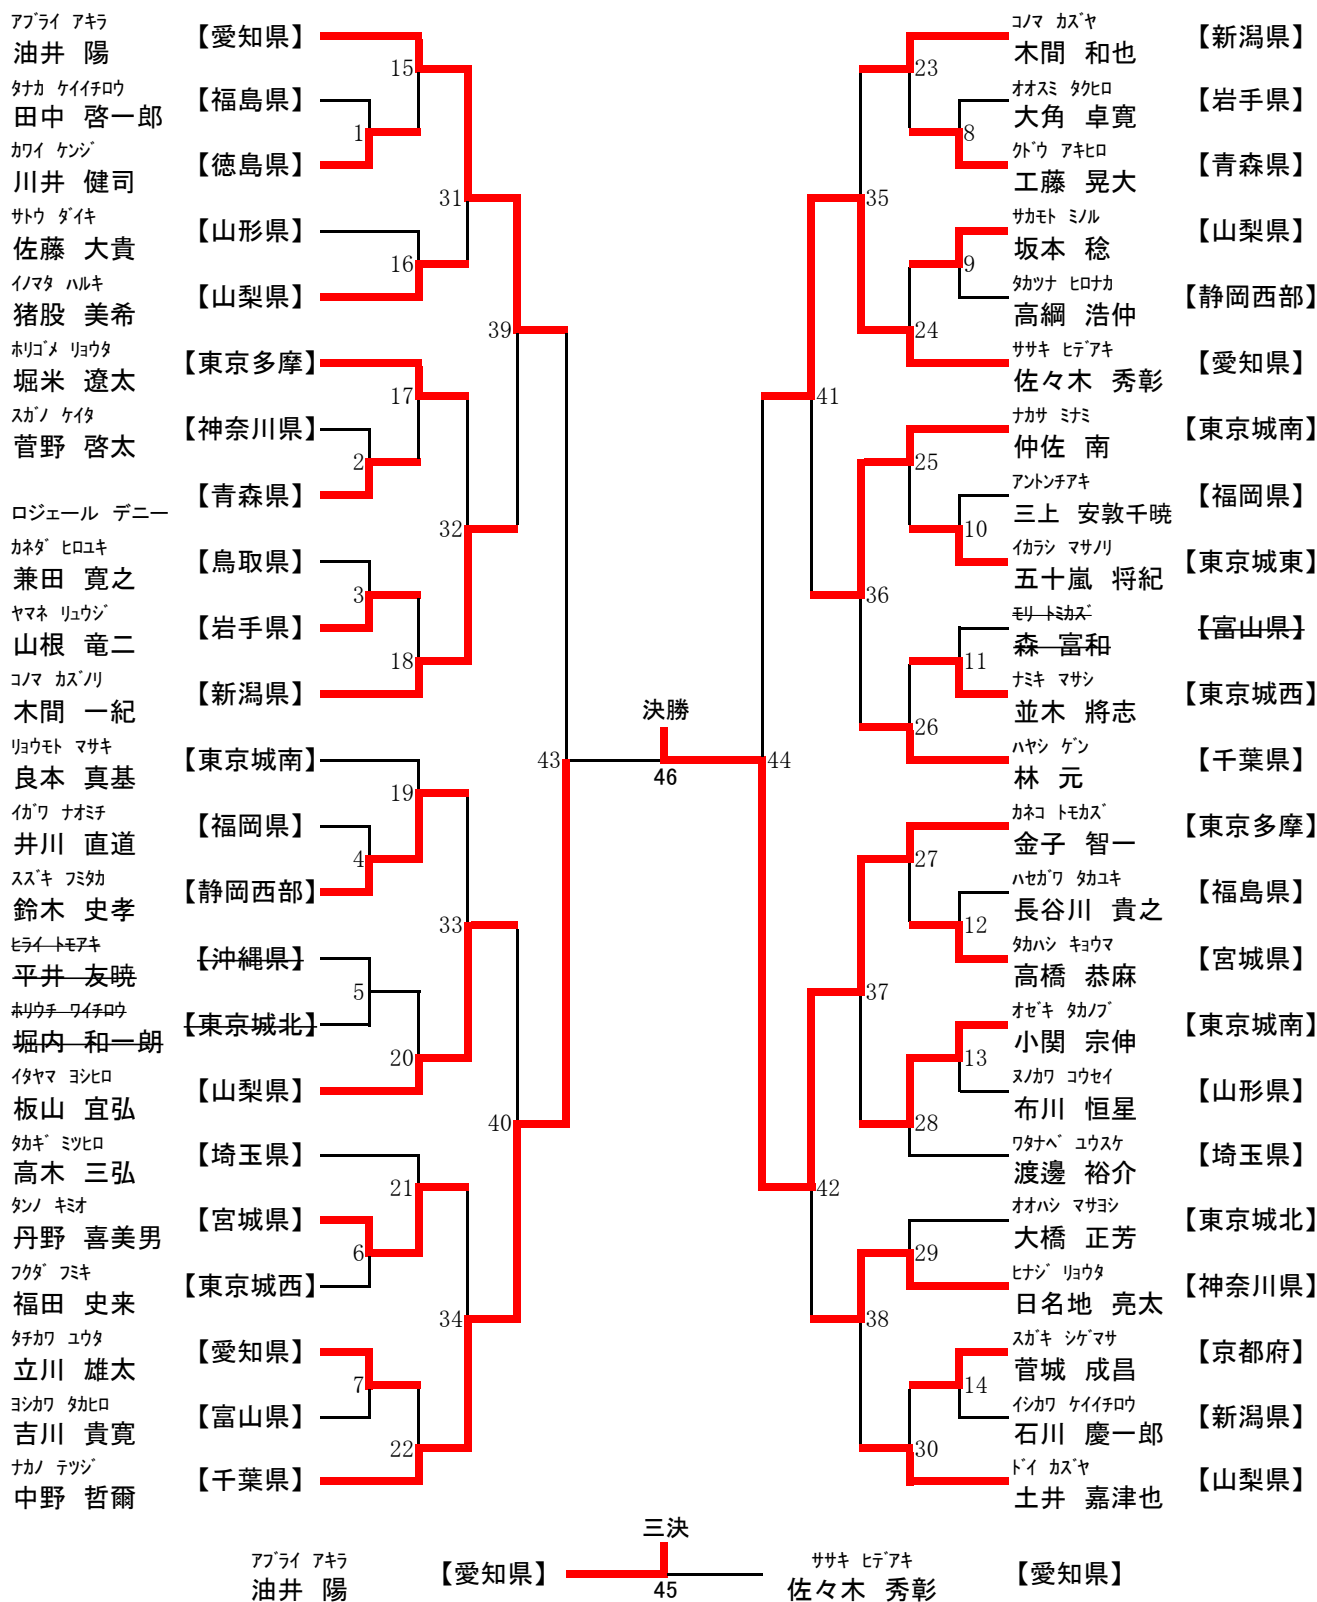 アブライ アキラ
油井 陽 【愛知県】
タナカ ケイイチロウ
田中 啓一郎 【福島県】
カワイ ケンジ
川井 健司 【徳島県】
サトウ ダイキ
佐藤 大貴 【山形県】
イノマタ ハルキ
猪股 美希 【山梨県】
ホリゴメ リョウタ
堀米 遼太 【東京多摩】
スガノ ケイタ
菅野 啓太 【神奈川県】
ロジェール デニー 【青森県】
カネダ ヒロユキ
兼田 寛之 【鳥取県】
ヤマネ リュウジ
山根 竜二 【岩手県】
コノマ カズノリ
木間 一紀 【新潟県】
リョウモト マサキ
良本 真基 【東京城南】
イガワ ナオミチ
井川 直道 【福岡県】
スズキ フミタカ
鈴木 史孝 【静岡西部】
ヒライ トモアキ
平井 友暁 【沖縄県】
ホリウチ ワイチロウ
堀内 和一朗 【東京城北】
イタヤマ ヨシヒロ
板山 宜弘 【山梨県】
タカギ ミツヒロ
高木 三弘 【埼玉県】
タンノ キミオ
丹野 喜美男 【宮城県】
フクダ フミキ
福田 史来 【東京城西】
タチカワ ユウタ
立川 雄太 【愛知県】
ヨシカワ タカヒロ
吉川 貴寛 【富山県】
ナカノ テツジ
中野 哲爾 【千葉県】
15
1
31
16
39
17
2
32
3
18
43
19
4
33
5
20
40
21
6
34
7
22
決勝
46
コノマ カズヤ
木間 和也 【新潟県】
オオスミ タクヒロ
大角 卓寛 【岩手県】
クドウ アキヒロ
工藤 晃大 【青森県】
サカモト ミノル
坂本 稔 【山梨県】
タカツナ ヒロナカ
高綱 浩仲 【静岡西部】
ササキ ヒデアキ
佐々木 秀彰 【愛知県】
ナカサ ミナミ
仲佐 南 【東京城南】
アントンチアキ
三上 安敦千暁 【福岡県】
イカラシ マサノリ
五十嵐 将紀 【東京城東】
モリ トミカズ
森 富和 【富山県】
ナミキ マサシ
並木 將志 【東京城西】
ハヤシ ゲン
林 元 【千葉県】
カネコ トモカズ
金子 智一 【東京多摩】
ハセガワ タカユキ
長谷川 貴之 【福島県】
タカハシ キョウマ
高橋 恭麻 【宮城県】
オゼキ タカノブ
小関 宗伸 【東京城南】
ヌノカワ コウセイ
布川 恒星 【山形県】
ワタナベ ユウスケ
渡邊 裕介 【埼玉県】
オオハシ マサヨシ
大橋 正芳 【東京城北】
ヒナジ リョウタ
日名地 亮太 【神奈川県】
スガキ シゲマサ
菅城 成昌 【京都府】
イシカワ ケイイチロウ
石川 慶一郎 【新潟県】
ドイ カズヤ
土井 嘉津也 【山梨県】
23
8
35
9
24
41
25
10
36
11
26
44
27
12
37
13
28
42
29
38
14
30
三決
アブライ アキラ
油井 陽 【愛知県】
45
ササキ ヒデアキ
佐々木 秀彰 【愛知県】